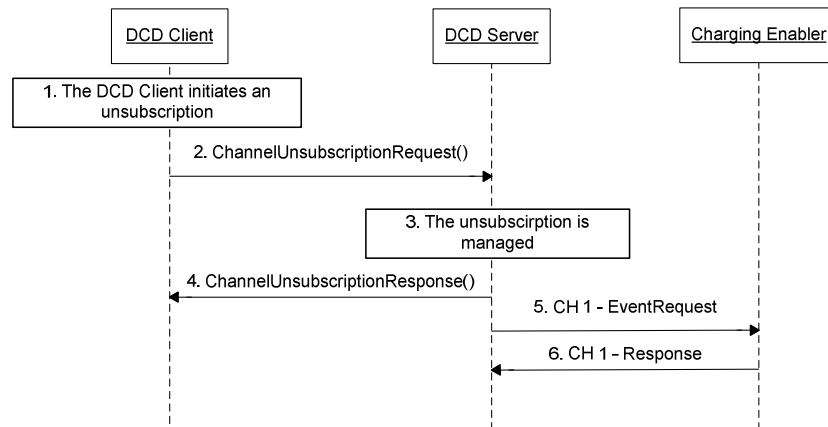 DCD Client
DCD Server
Charging Enabler
1. The DCD Client initiates an
unsubscription
2. ChannelUnsubscriptionRequest()
3. The unsubscirption is
managed
4. ChannelUnsubscriptionResponse()
5. CH 1 - EventRequest
6. CH 1 - Response